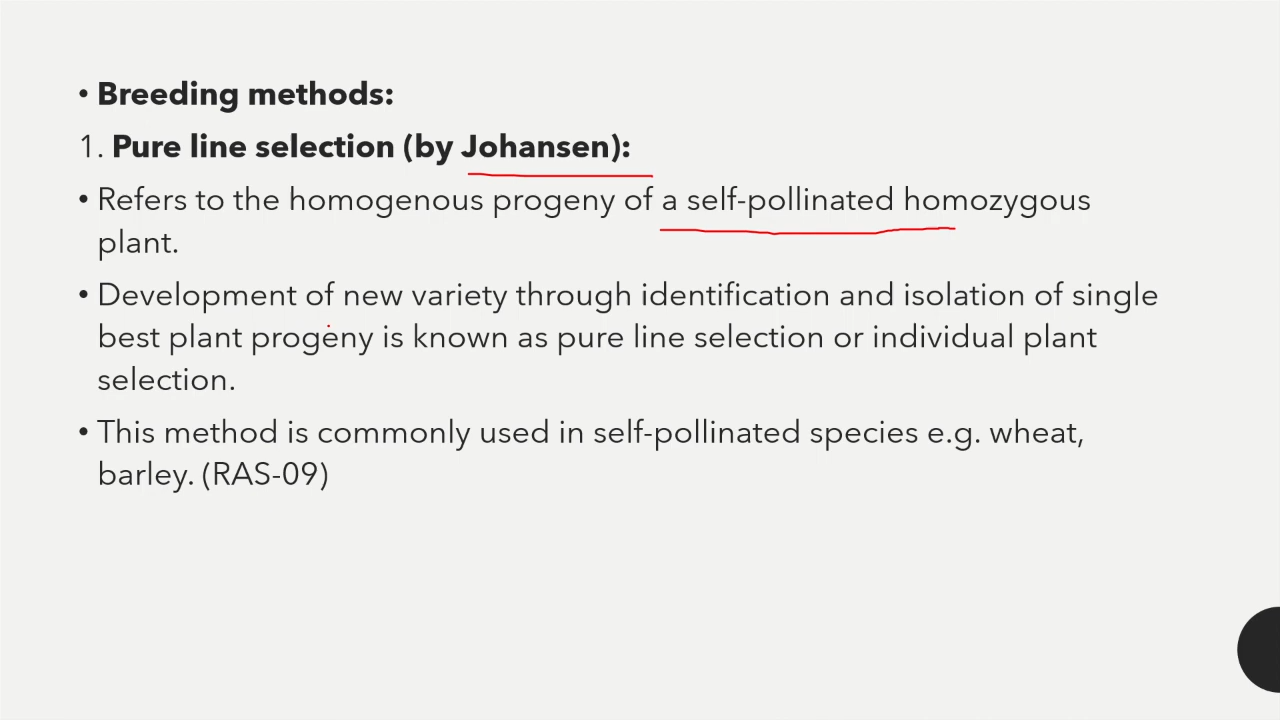 • Breeding methods:
1. Pure line selection (by Johansen):
• Refers to the homogenous progeny of a self-pollinated homozygous
plant.
• Development of new variety through identification and isolation of single
best plant progeny is known as pure line selection or individual plant
selection.
• This method is commonly used in self-pollinated species e.g. wheat,
barley. (RAS-09)